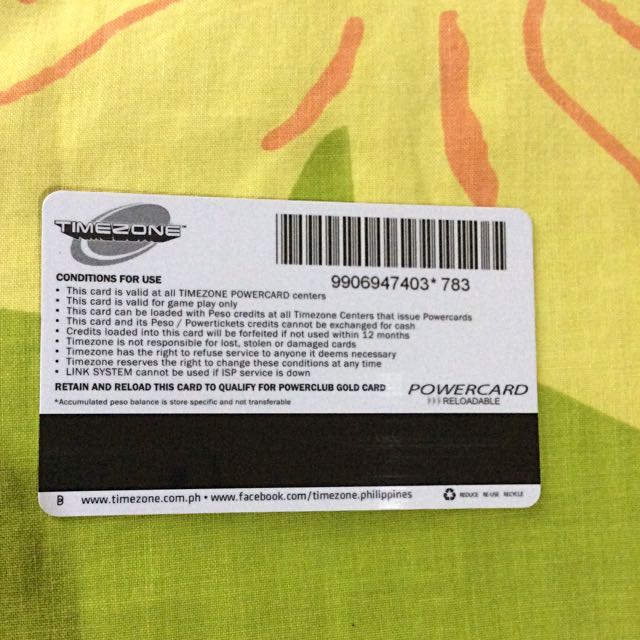 TIMEZONE™
9906947403*783
CONDITIONS FOR USE
• This card is valid at all TIMEZONE POWERCARD centers
• This card is valid for game play only
• This card can be loaded with Peso credits at all Timezone Centers that issue Powercards
• This card and its Peso / Powertickets credits cannot be exchanged for cash
• Credits loaded into this card will be forfeited if not used within 12 months
• Timezone is not responsible for lost, stolen or damaged cards
• Timezone has the right to refuse service to anyone it deems necessary
• Timezone reserves the right to change these conditions at any time
• LINK SYSTEM cannot be used if ISP service is down
RETAIN AND RELOAD THIS CARD TO QUALIFY FOR POWERCLUB GOLD CARD
*Accumulated peso balance is store specific and not transferable
POWERCARD
RELOADABLE
B www.timezone.com.ph • www.facebook.com/timezone.philippines
REDUCE RE-USE RECYCLE